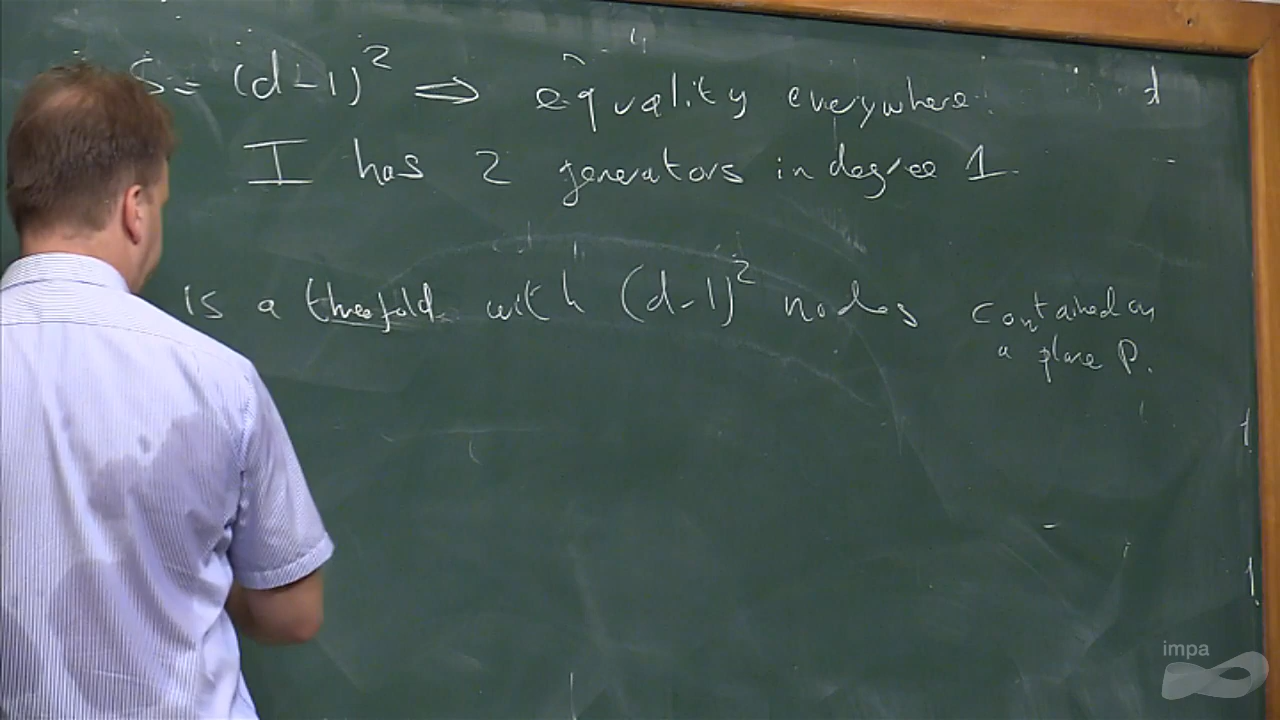 S = (d-1)² ⇒ equality everywhere.
I has 2 generators in degree 1.
is a threefold with (d-1)² nodes contained in
a plane P.
impa